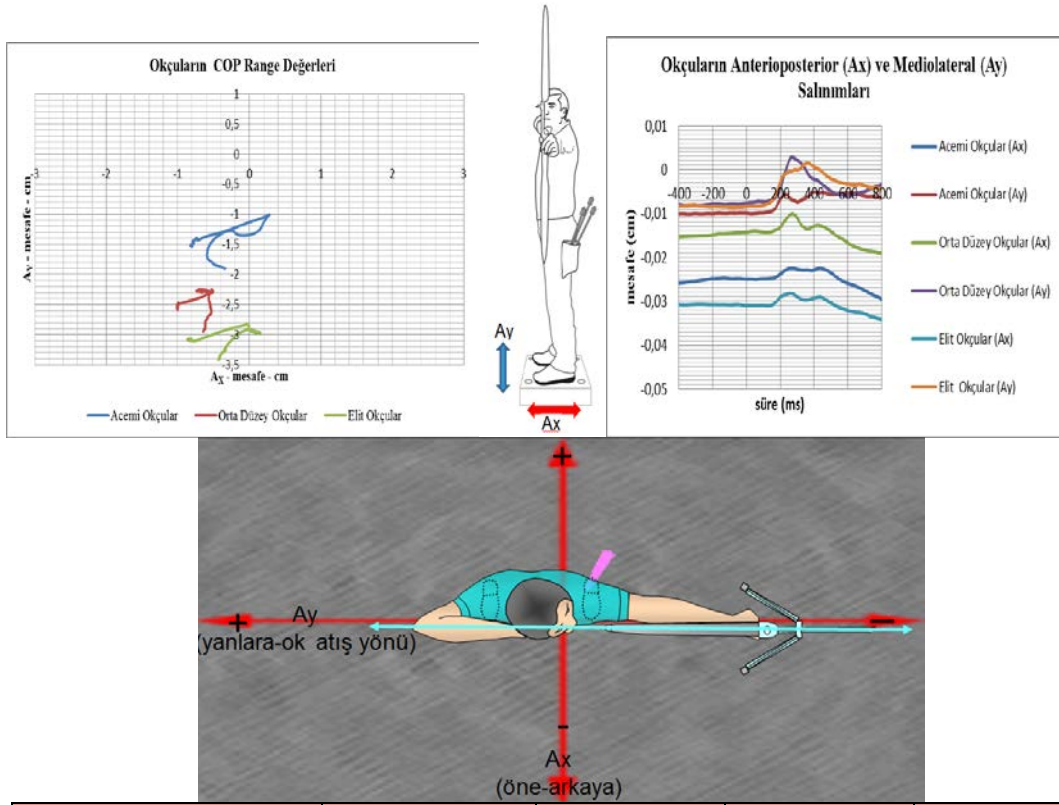 Okçuların COP Range Değerleri
1
0,5
0
-3
-2
-1
0
1
2
3
-0,5
-1
-1,5
-2
-2,5
-3
-3,5
Ay - mesafe - cm
Ax - mesafe - cm
Acemi Okçular
Orta Düzey Okçular
Elit Okçular
Ay
Ax
Okçuların Anterioposterior (Ax) ve Mediolateral (Ay)
Salınımları
0,01
0
-0,01
-0,02
-0,03
-0,04
-0,05
-400
-200
0
200
400
600
800
mesafe (cm)
süre (ms)
Acemi Okçular (Ax)
Acemi Okçular (Ay)
Orta Düzey Okçular (Ax)
Orta Düzey Okçular (Ay)
Elit Okçular (Ax)
Elit Okçular (Ay)
+
+
Ay
(yanlara-ok atış yönü)
-
-
Ax
(öne-arkaya)